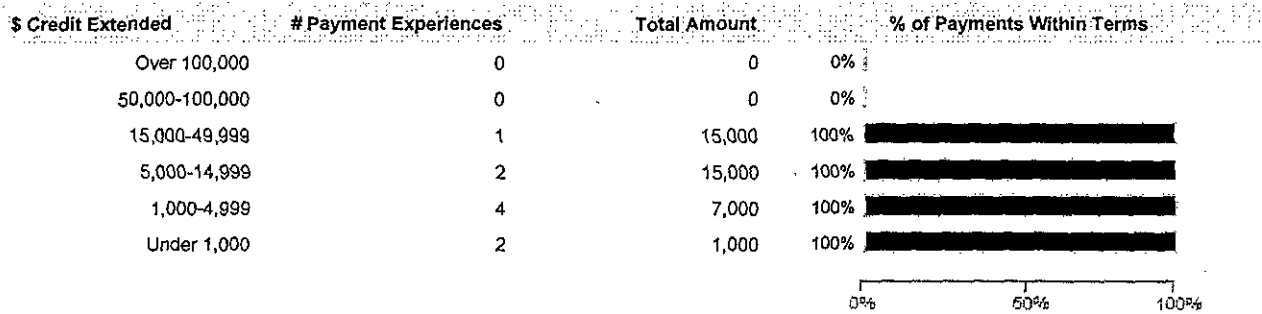 $ Credit Extended # Payment Experiences Total Amount % of Payments Within Terms
Over 100,000 0 0 0%
50,000-100,000 0 0 0%
15,000-49,999 1 15,000 100%
5,000-14,999 2 15,000 100%
1,000-4,999 4 7,000 100%
Under 1,000 2 1,000 100%
0% 50% 100%